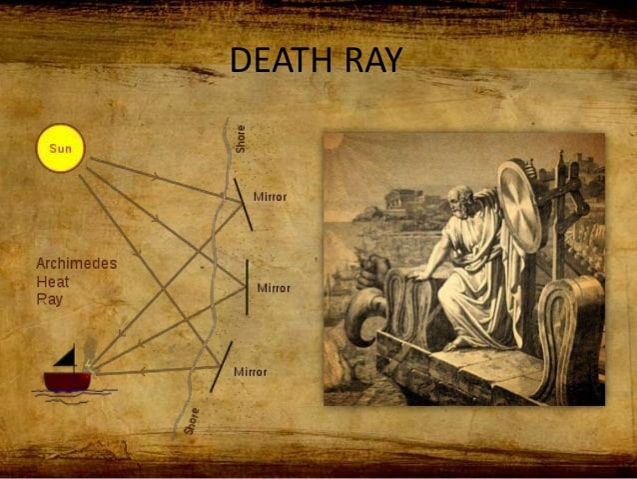 DEATH RAY
Sun
Shore
Mirror
Archimedes
Heat
Ray
Mirror
Mirror
Shore